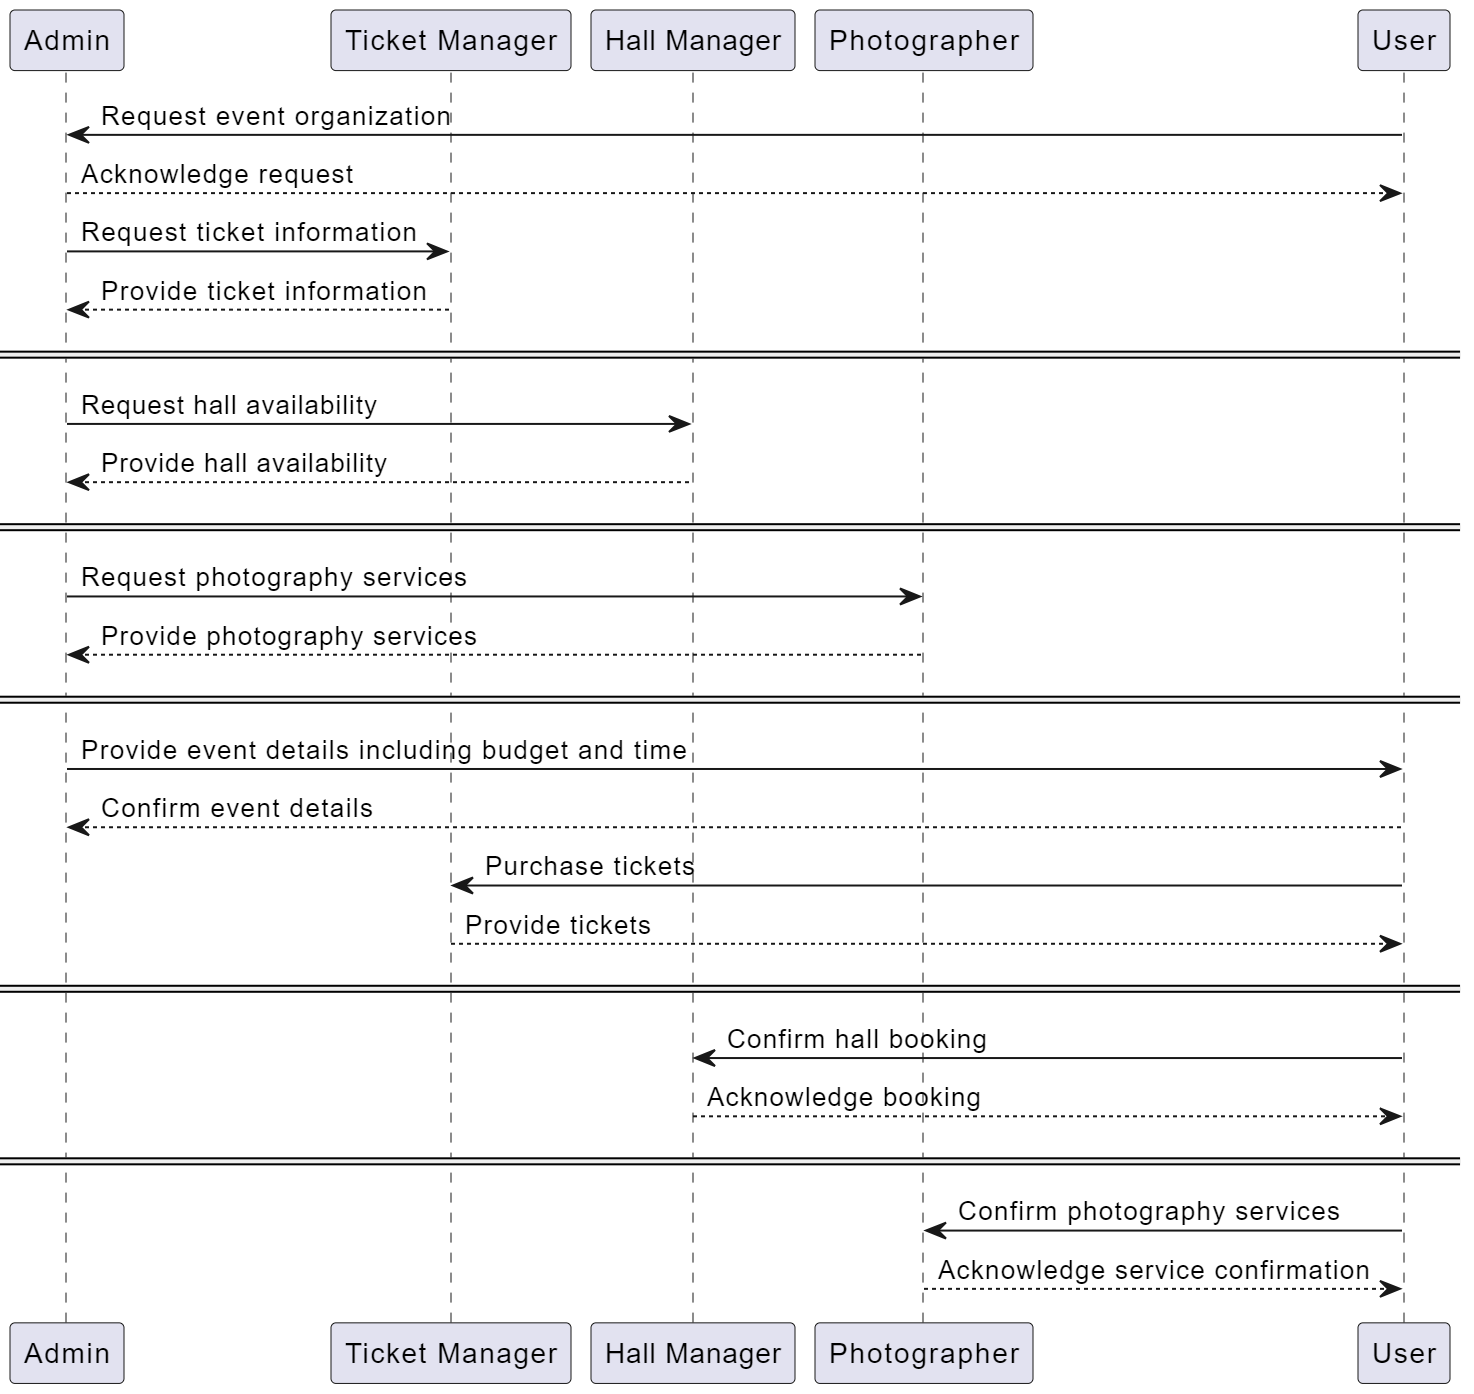 Admin
Ticket Manager
Hall Manager
Photographer
User
Request event organization
Acknowledge request
Request ticket information
Provide ticket information
Request hall availability
Provide hall availability
Request photography services
Provide photography services
Provide event details including budget and time
Confirm event details
Purchase tickets
Provide tickets
Confirm hall booking
Acknowledge booking
Confirm photography services
Acknowledge service confirmation
Admin
Ticket Manager
Hall Manager
Photographer
User